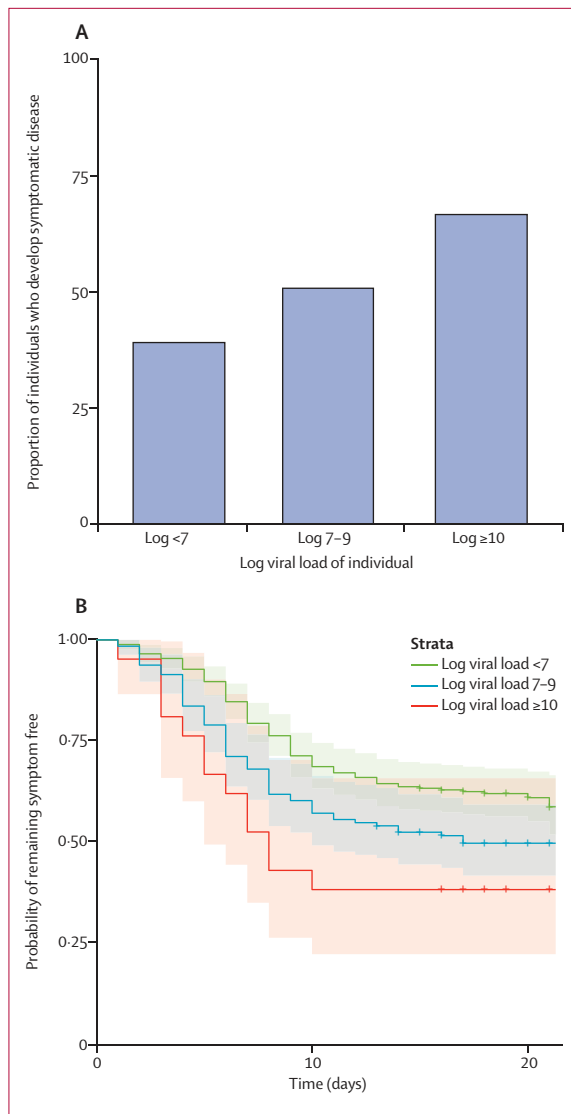 A
Proportion of individuals who develop symptomatic disease
100
75
50
25
0
Log <7
Log 7–9
Log ≥10
Log viral load of individual
B
Probability of remaining symptom free
1·00
0·75
0·50
0·25
0
Strata
Log viral load <7
Log viral load 7–9
Log viral load ≥10
0
10
20
Time (days)